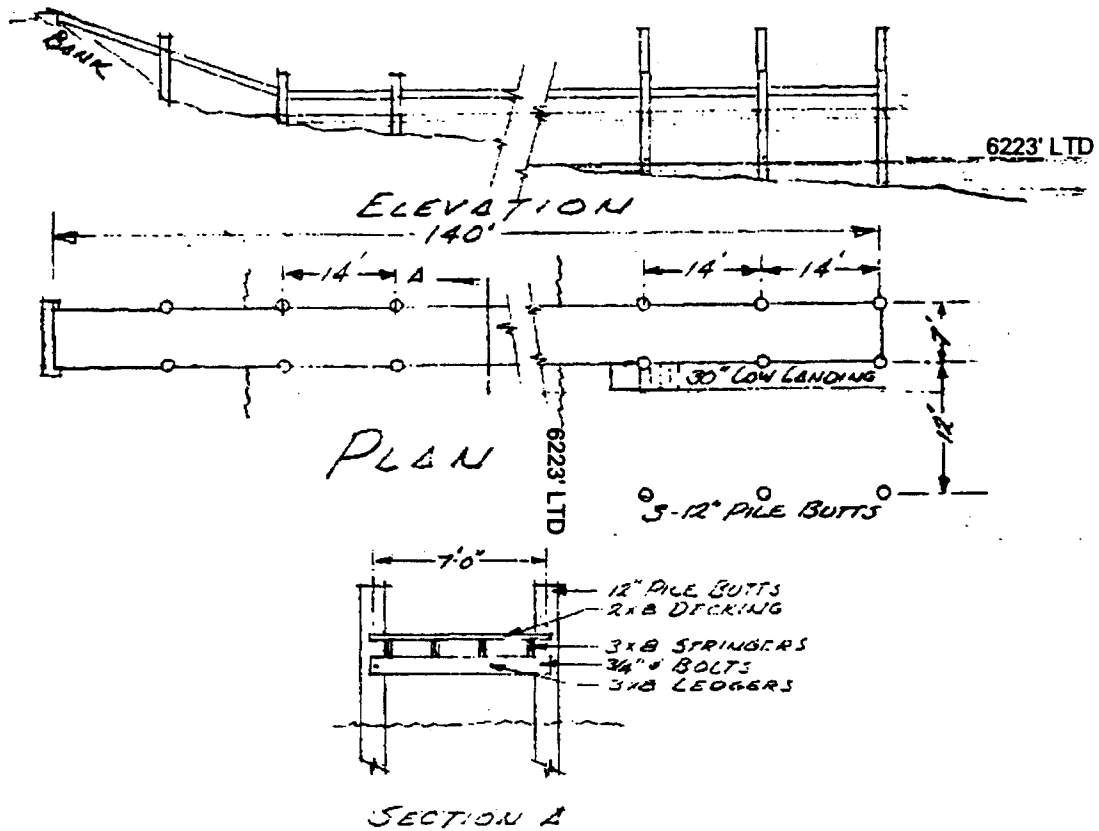 BANK
6223' LTD
ELEVATION
140'
14'
A
14'
14'
7'
30" LOW LANDING
12'
PLAN
6223' LTD
3-12" PILE BUTTS
7'0"
12" PILE BUTTS
2x8 DECKING
3x8 STRINGERS
3/4" ø BOLTS
3x8 LEDGERS
SECTION A